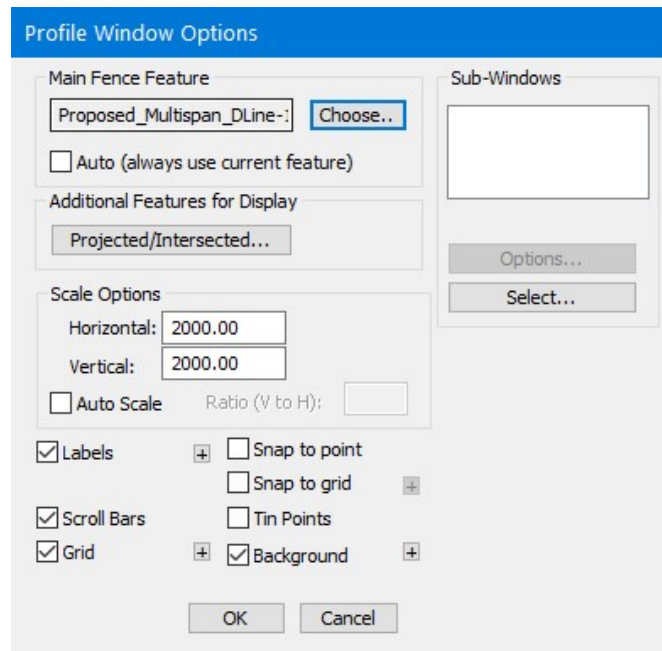 Profile Window Options
Main Fence Feature
Proposed_Multispan_DLine-1
Choose..
Auto (always use current feature)
Additional Features for Display
Projected/Intersected...
Scale Options
Horizontal: 2000.00
Vertical: 2000.00
Auto Scale Ratio (V to H):
Labels + Snap to point
Snap to grid +
Scroll Bars Tin Points
Grid + Background +
OK Cancel
Sub-Windows
Options...
Select...